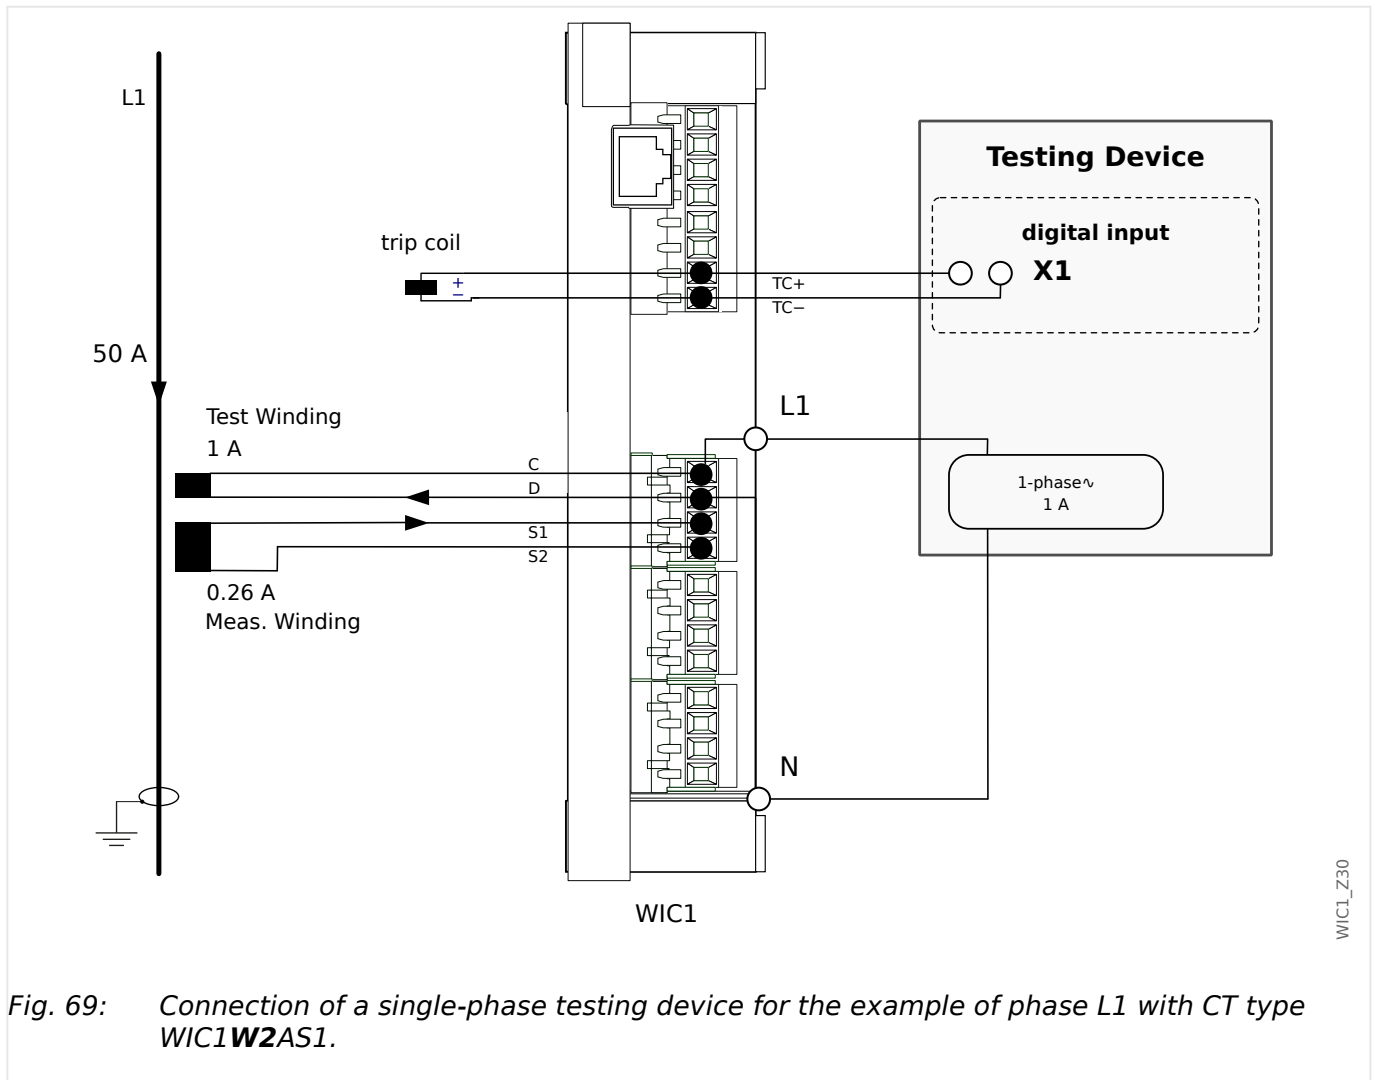 L1
Testing Device
digital input
X1
trip coil
+
−
TC+
TC−
50 A
L1
Test Winding
1 A
C
D
S1
S2
1-phase∿
1 A
0.26 A
Meas. Winding
N
WIC1
WIC1_Z30
Fig. 69: Connection of a single-phase testing device for the example of phase L1 with CT type
WIC1W2AS1.